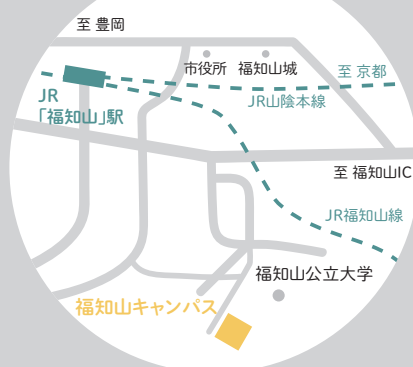 至 豊岡
市役所
福知山城
至 京都
JR
「福知山」駅
JR山陰本線
至 福知山IC
JR福知山線
福知山公立大学
福知山キャンパス